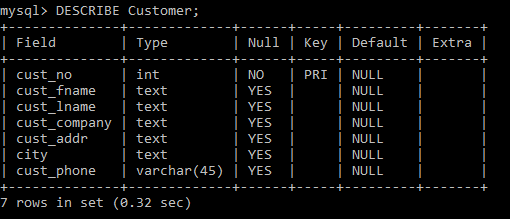 mysql> DESCRIBE Customer;
+--------------+-------------+------+-----+---------+-------+
| Field        | Type        | Null | Key | Default | Extra |
+--------------+-------------+------+-----+---------+-------+
| cust_no      | int         | NO   | PRI | NULL    |       |
| cust_fname   | text        | YES  |     | NULL    |       |
| cust_lname   | text        | YES  |     | NULL    |       |
| cust_company | text        | YES  |     | NULL    |       |
| cust_addr    | text        | YES  |     | NULL    |       |
| city         | text        | YES  |     | NULL    |       |
| cust_phone   | varchar(45) | YES  |     | NULL    |       |
+--------------+-------------+------+-----+---------+-------+
7 rows in set (0.32 sec)